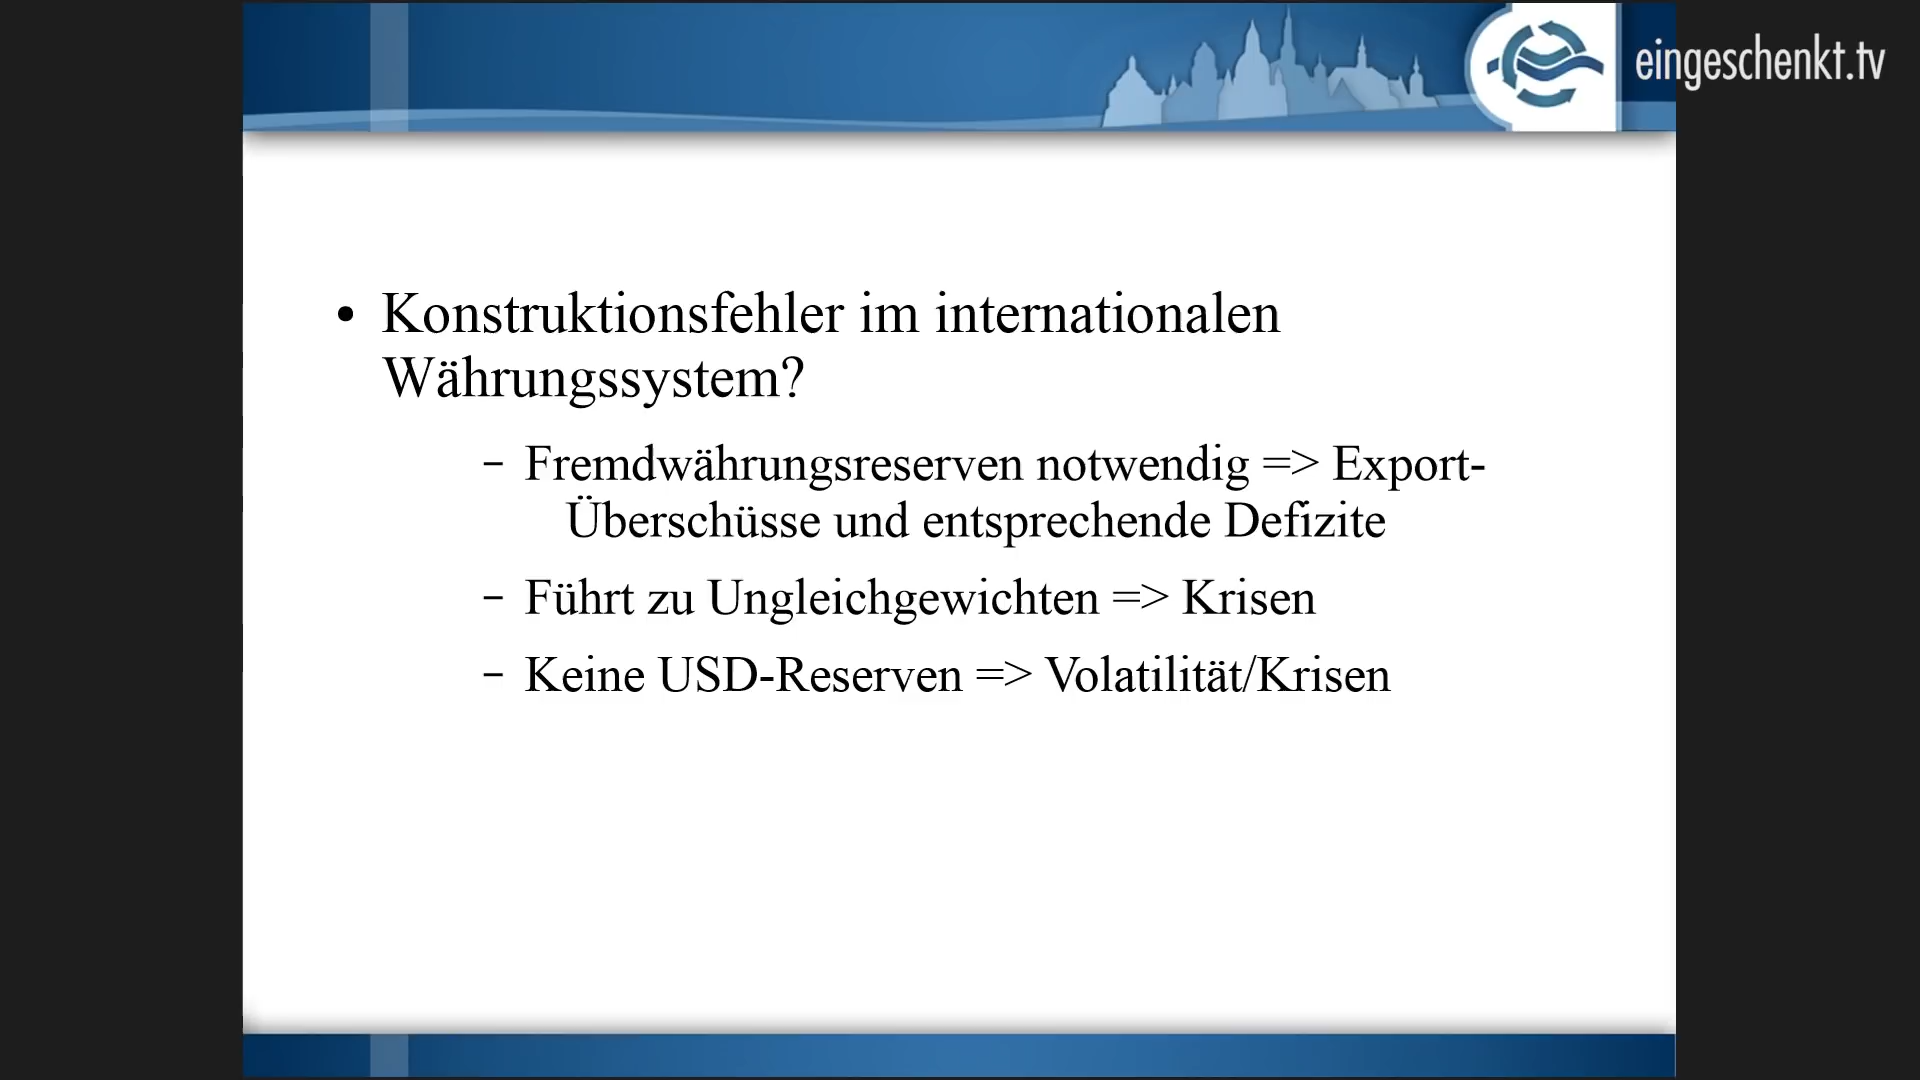 eingeschenkt.tv
• Konstruktionsfehler im internationalen
Währungssystem?
– Fremdwährungsreserven notwendig => Export-
Überschüsse und entsprechende Defizite
– Führt zu Ungleichgewichten => Krisen
– Keine USD-Reserven => Volatilität/Krisen